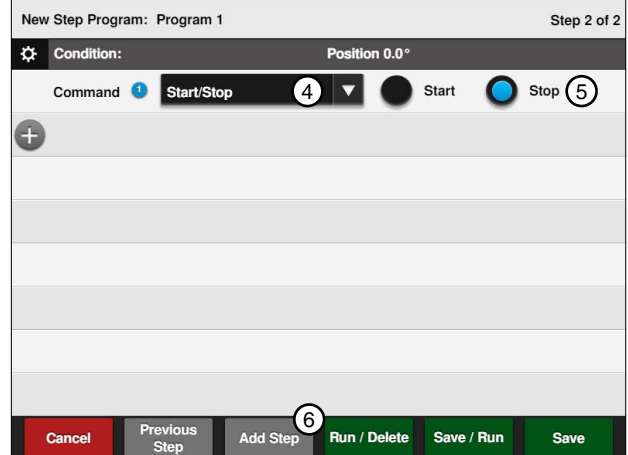 New Step Program: Program 1 Step 2 of 2
Condition: Position 0.0°
Command 1 Start/Stop 4 Start Stop 5
6
Cancel Previous Step Add Step Run / Delete Save / Run Save